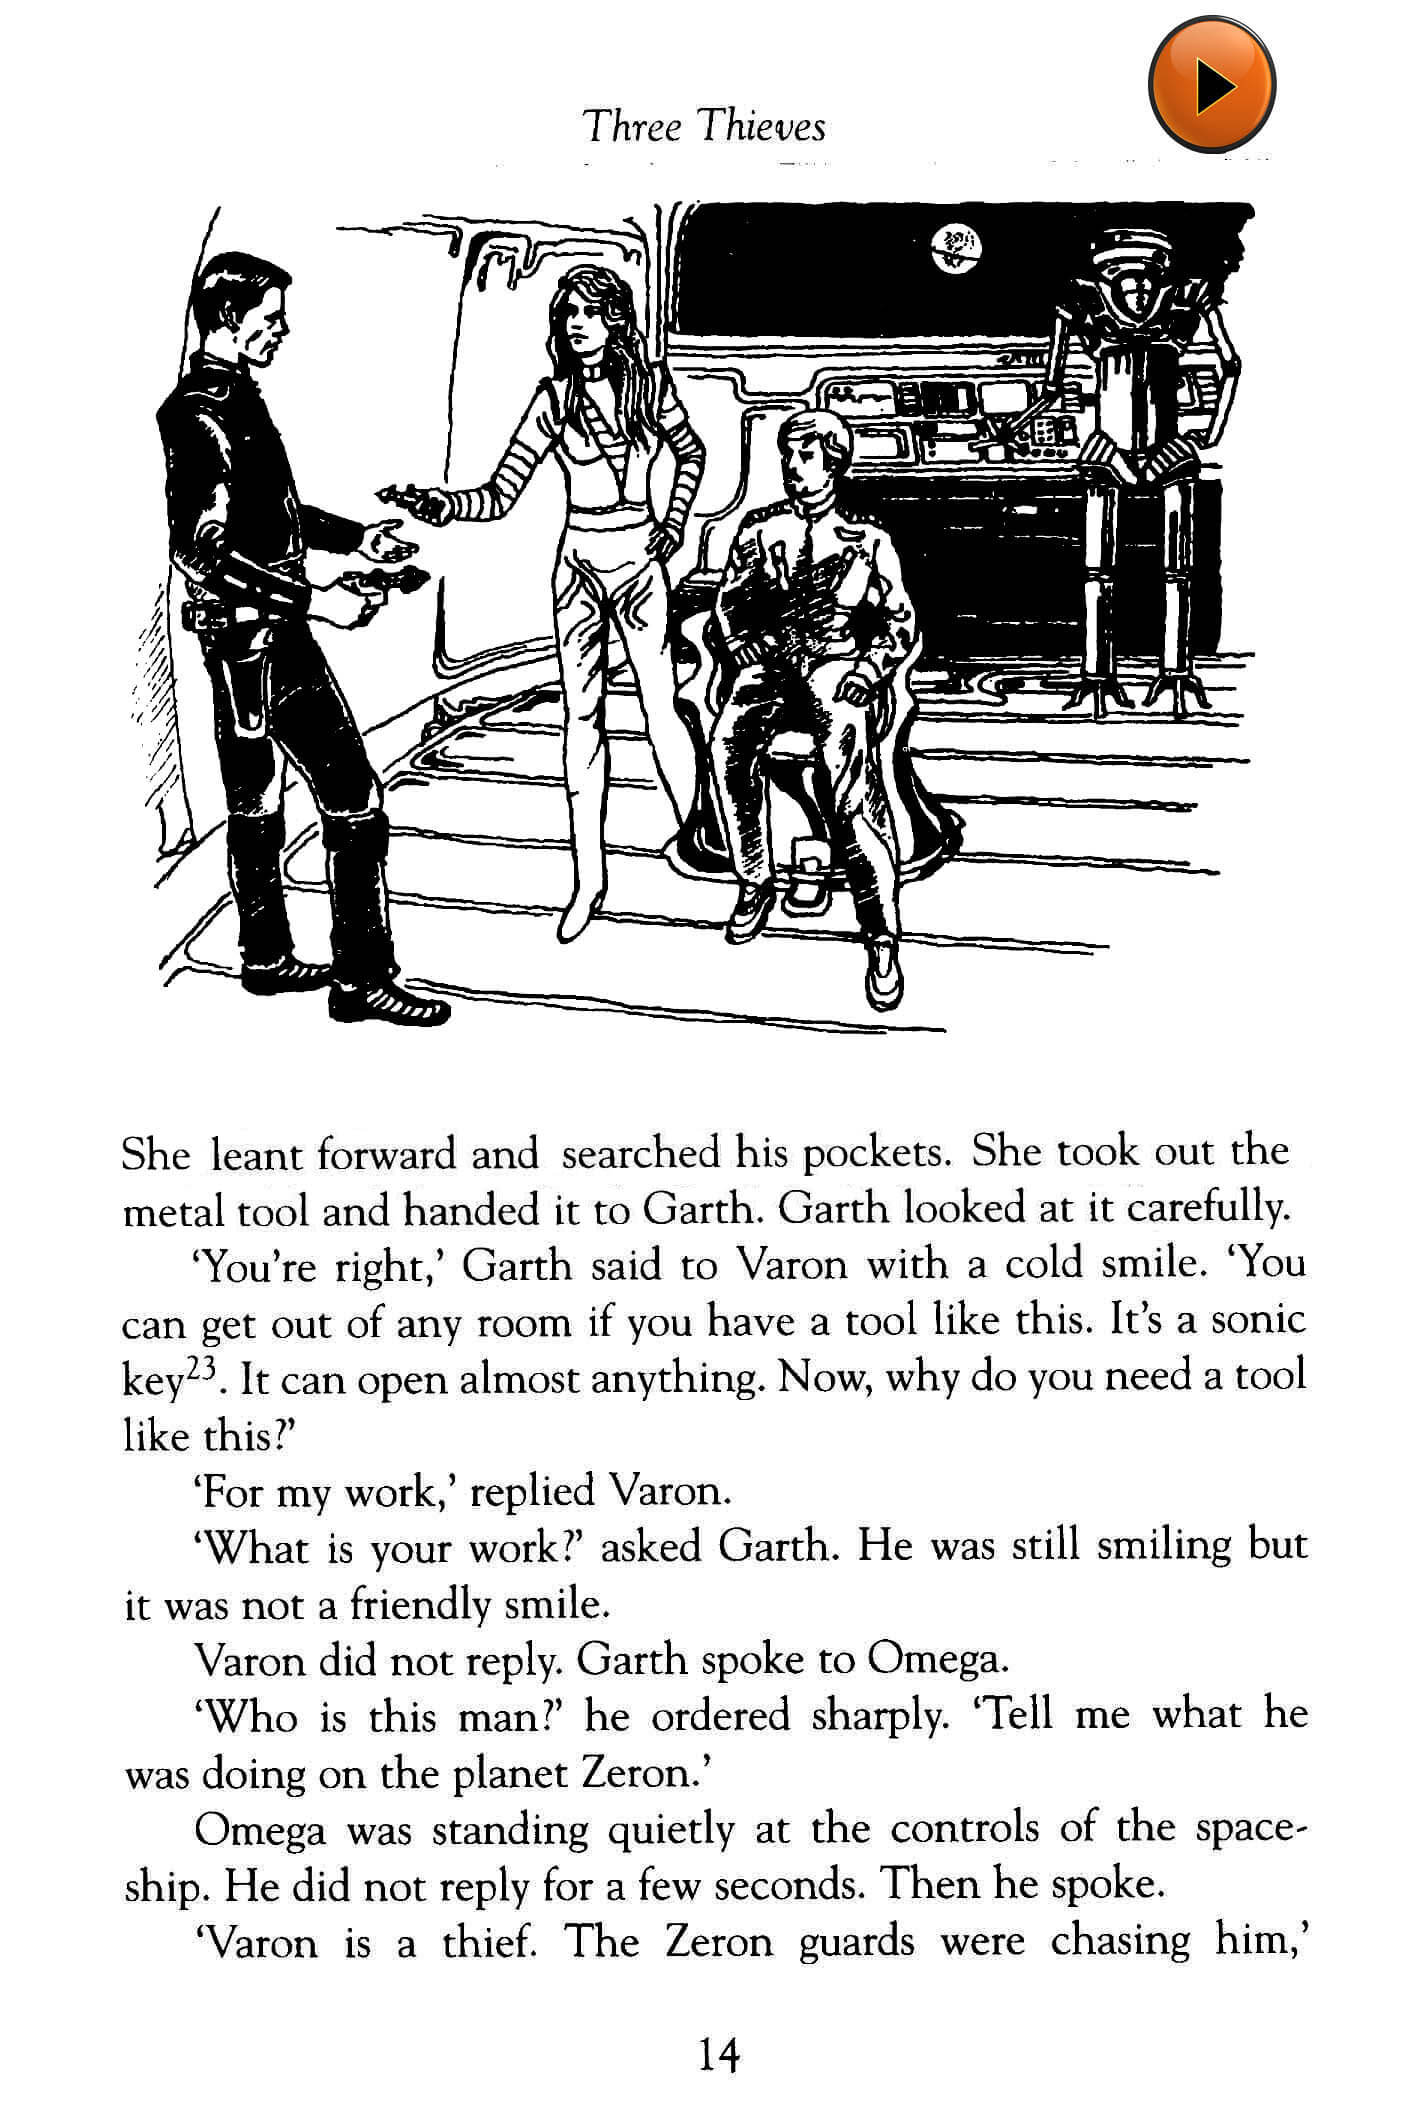 Three Thieves
She leant forward and searched his pockets. She took out the
metal tool and handed it to Garth. Garth looked at it carefully.
‘You're right,’ Garth said to Varon with a cold smile. ‘You
can get out of any room if you have a tool like this. It’s a sonic
key23. It can open almost anything. Now, why do you need a tool
like this?’
‘For my work,’ replied Varon.
‘What is your work?’ asked Garth. He was still smiling but
it was not a friendly smile.
Varon did not reply. Garth spoke to Omega.
‘Who is this man?’ he ordered sharply. ‘Tell me what he
was doing on the planet Zeron.’
Omega was standing quietly at the controls of the space-
ship. He did not reply for a few seconds. Then he spoke.
‘Varon is a thief. The Zeron guards were chasing him,’
14